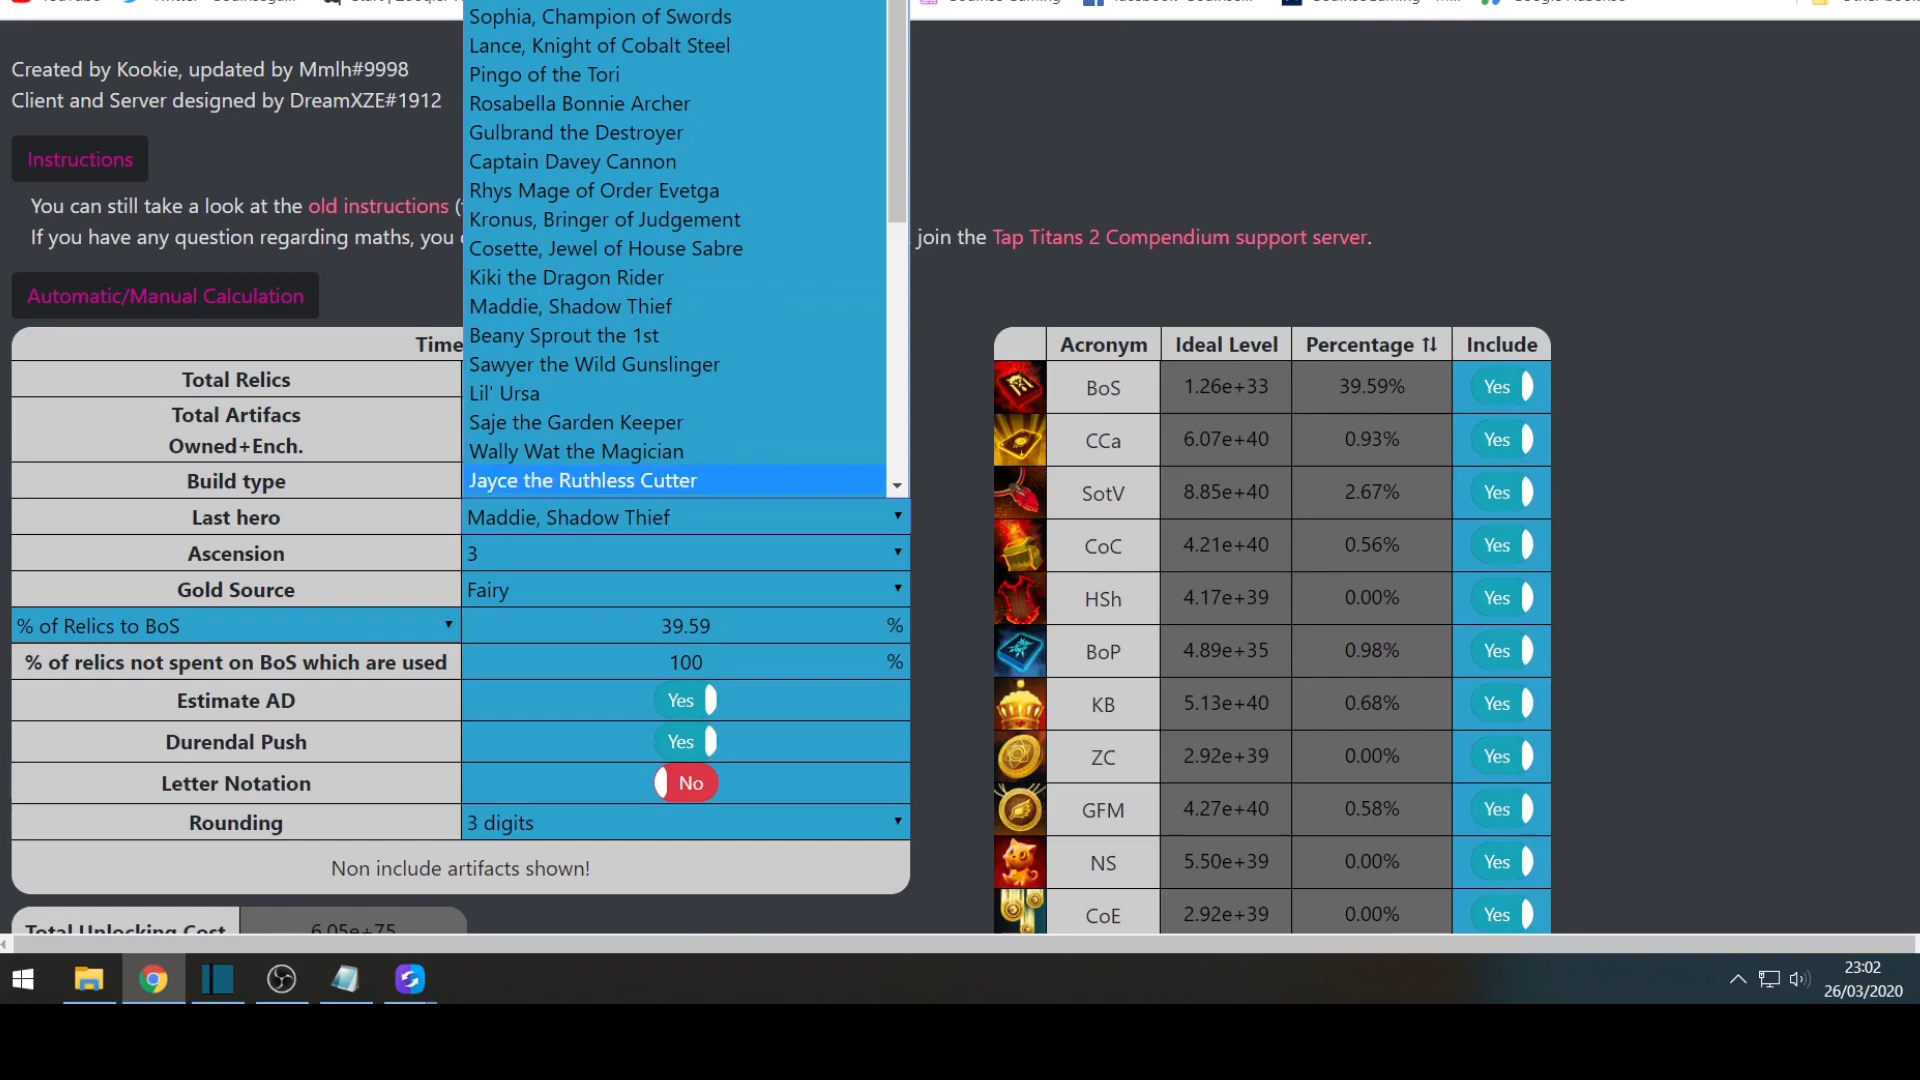 Created by Kookie, updated by Mmlh#9998
Client and Server designed by DreamXZE#1912
Instructions
You can still take a look at the old instructions (
If you have any question regarding maths, you
join the Tap Titans 2 Compendium support server.
Automatic/Manual Calculation
Sophia, Champion of Swords
Lance, Knight of Cobalt Steel
Pingo of the Tori
Rosabella Bonnie Archer
Gulbrand the Destroyer
Captain Davey Cannon
Rhys Mage of Order Evetga
Kronus, Bringer of Judgement
Cosette, Jewel of House Sabre
Kiki the Dragon Rider
Maddie, Shadow Thief
Beany Sprout the 1st
Sawyer the Wild Gunslinger
Lil' Ursa
Saje the Garden Keeper
Wally Wat the Magician
Jayce the Ruthless Cutter
Time
Total Relics
Total Artifacs
Owned+Ench.
Build type
Last hero Maddie, Shadow Thief
Ascension 3
Gold Source Fairy
% of Relics to BoS 39.59 %
% of relics not spent on BoS which are used 100 %
Estimate AD Yes
Durendal Push Yes
Letter Notation No
Rounding 3 digits
Non include artifacts shown!
Total Unlocking Cost 6.05e+75
Acronym Ideal Level Percentage ↑↓ Include
BoS 1.26e+33 39.59% Yes
CCa 6.07e+40 0.93% Yes
SotV 8.85e+40 2.67% Yes
CoC 4.21e+40 0.56% Yes
HSh 4.17e+39 0.00% Yes
BoP 4.89e+35 0.98% Yes
KB 5.13e+40 0.68% Yes
ZC 2.92e+39 0.00% Yes
GFM 4.27e+40 0.58% Yes
NS 5.50e+39 0.00% Yes
CoE 2.92e+39 0.00% Yes
23:02
26/03/2020